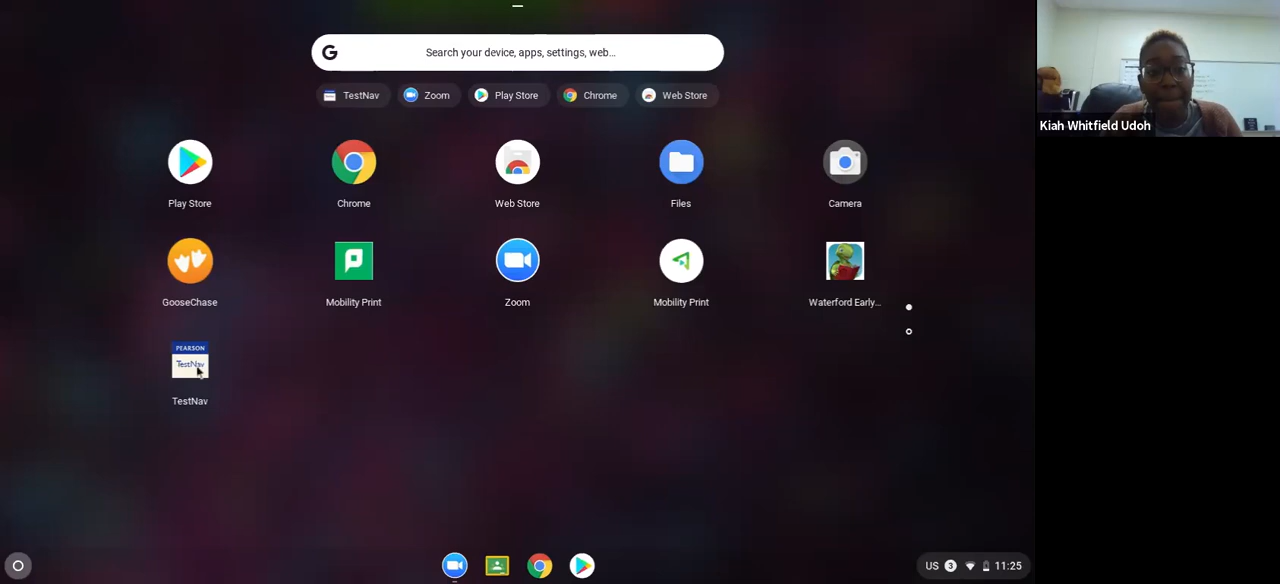 Search your device, apps, settings, web...
TestNav
Zoom
Play Store
Chrome
Web Store
Play Store
Chrome
Web Store
Files
Camera
GooseChase
Mobility Print
Zoom
Mobility Print
Waterford Early...
PEARSON
TestNav
TestNav
US 3 11:25
Kiah Whitfield Udoh